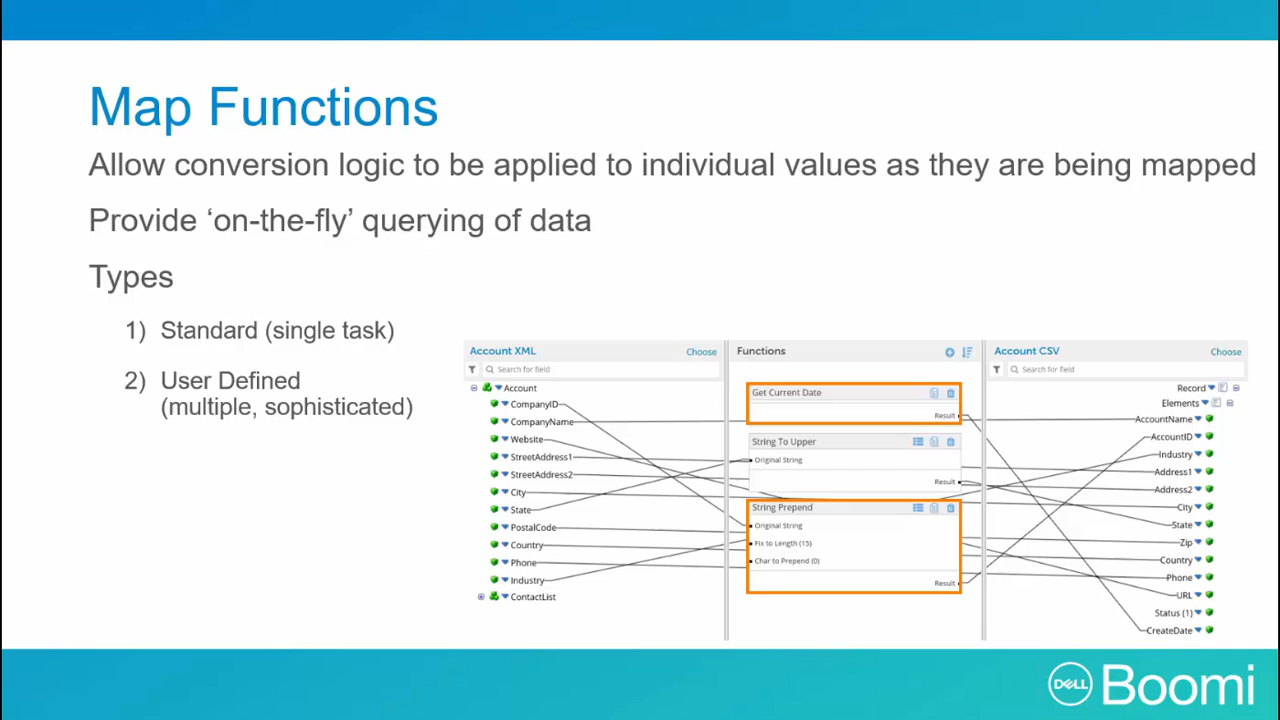 Map Functions
Allow conversion logic to be applied to individual values as they are being mapped
Provide ‘on-the-fly’ querying of data
Types
1) Standard (single task)
2) User Defined
(multiple, sophisticated)
Account XML
Choose
Search for field
Account
CompanyID
CompanyName
Website
StreetAddress1
StreetAddress2
City
State
PostalCode
Country
Phone
Industry
ContactList
Functions
Get Current Date
Result
String To Upper
Original String
Result
String Prepend
Original String
Fix to Length (15)
Char to Prepend (0)
Result
Account CSV
Choose
Search for field
Record
Elements
AccountName
AccountID
Industry
Address1
Address2
City
State
Zip
Country
Phone
URL
Status (1)
CreateDate
DELL Boomi